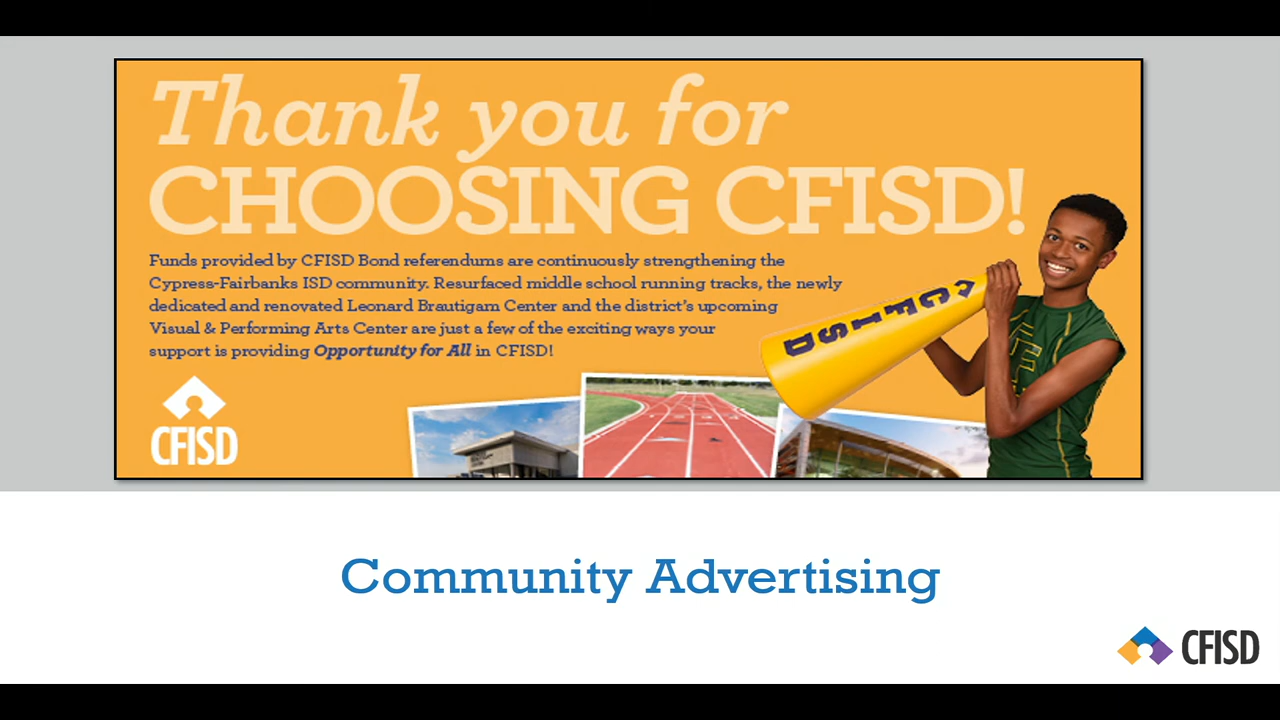 Thank you for
CHOOSING CFISD!
Funds provided by CFISD Bond referendums are continuously strengthening the
Cypress-Fairbanks ISD community. Resurfaced middle school running tracks, the newly
dedicated and renovated Leonard Brautigam Center and the district's upcoming
Visual & Performing Arts Center are just a few of the exciting ways your
support is providing Opportunity for All in CFISD!
CFISD
CFISD
Community Advertising
CFISD